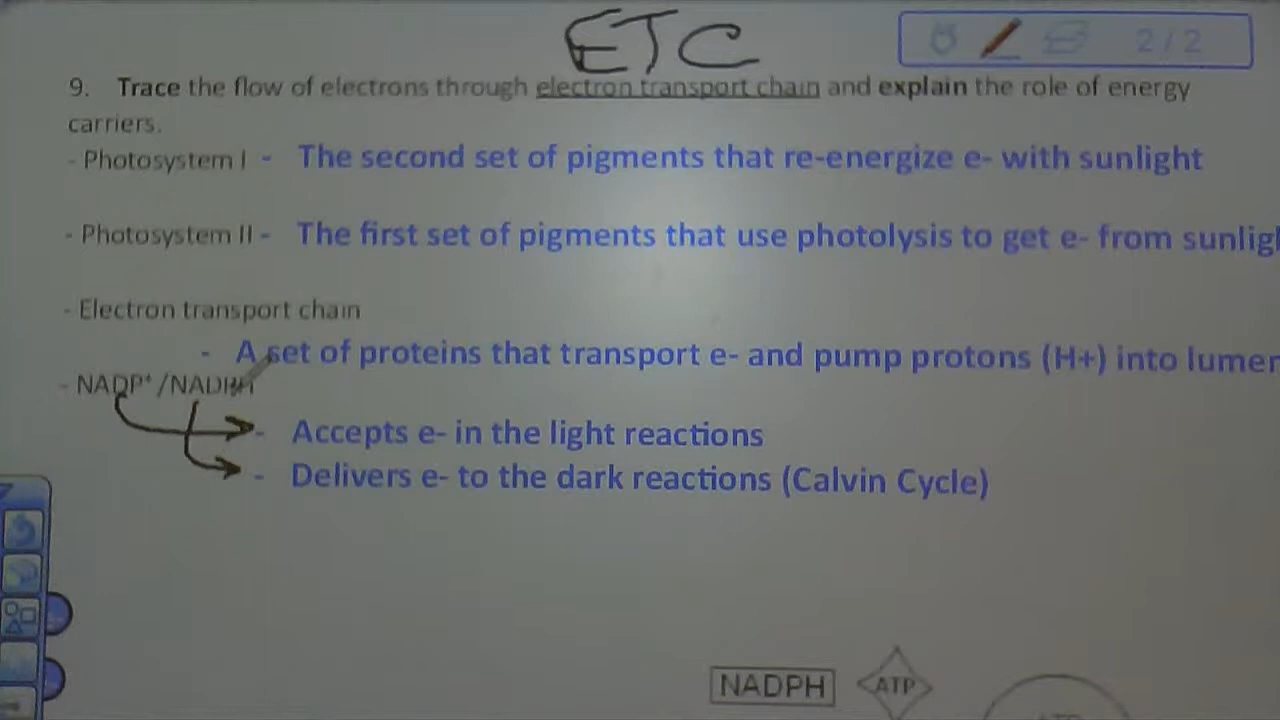 ETC
2 / 2
9. Trace the flow of electrons through electron transport chain and explain the role of energy
carriers.
- Photosystem I - The second set of pigments that re-energize e- with sunlight
- Photosystem II - The first set of pigments that use photolysis to get e- from sunlig
- Electron transport chain
- A set of proteins that transport e- and pump protons (H+) into lumen
- NADP⁺ /NADPH
- Accepts e- in the light reactions
- Delivers e- to the dark reactions (Calvin Cycle)
NADPH ATP